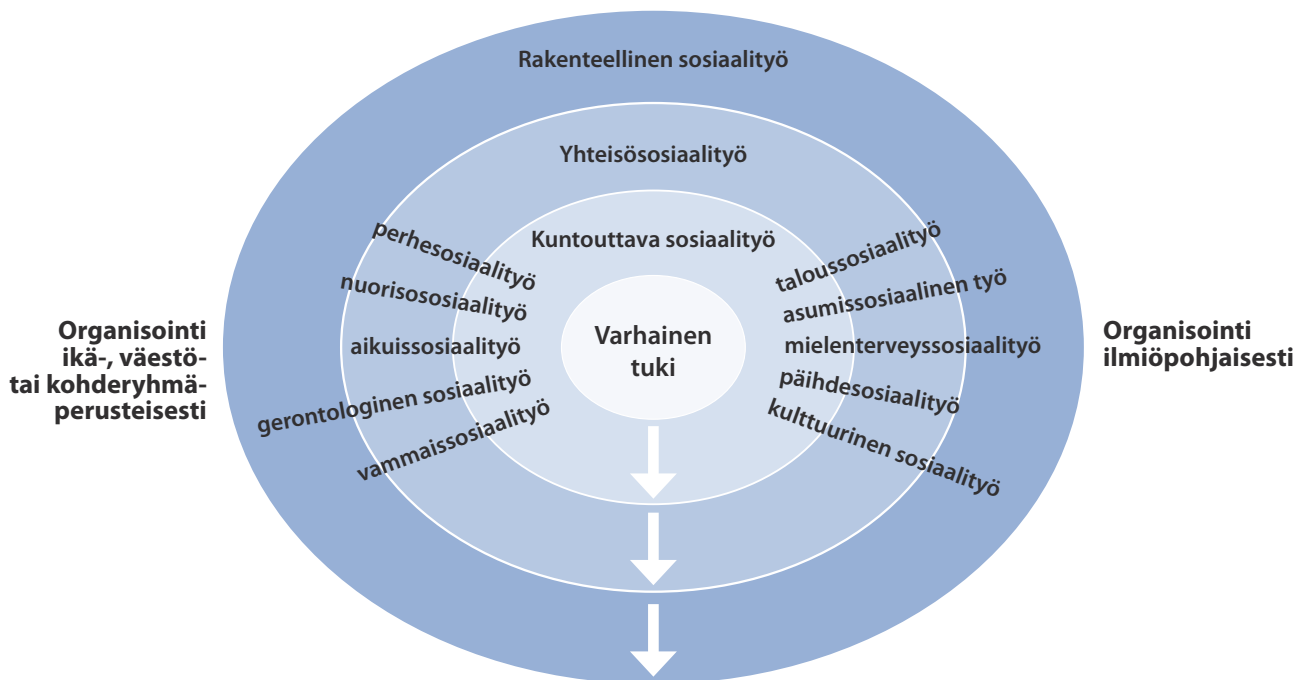 Rakenteellinen sosiaalityö
Yhteisösosiaalityö
Kuntouttava sosiaalityö
Varhainen
tuki
Organisointi
ikä-, väestö-
tai kohderyhmä-
perusteisesti
perhesosiaalityö
nuorisososiaalityö
aikuissosiaalityö
gerontologinen sosiaalityö
vammaissosiaalityö
taloussosiaalityö
asumissosiaalinen työ
mielenterveyssosiaalityö
päihdesosiaalityö
kulttuurinen sosiaalityö
Organisointi
ilmiöpohjaisesti